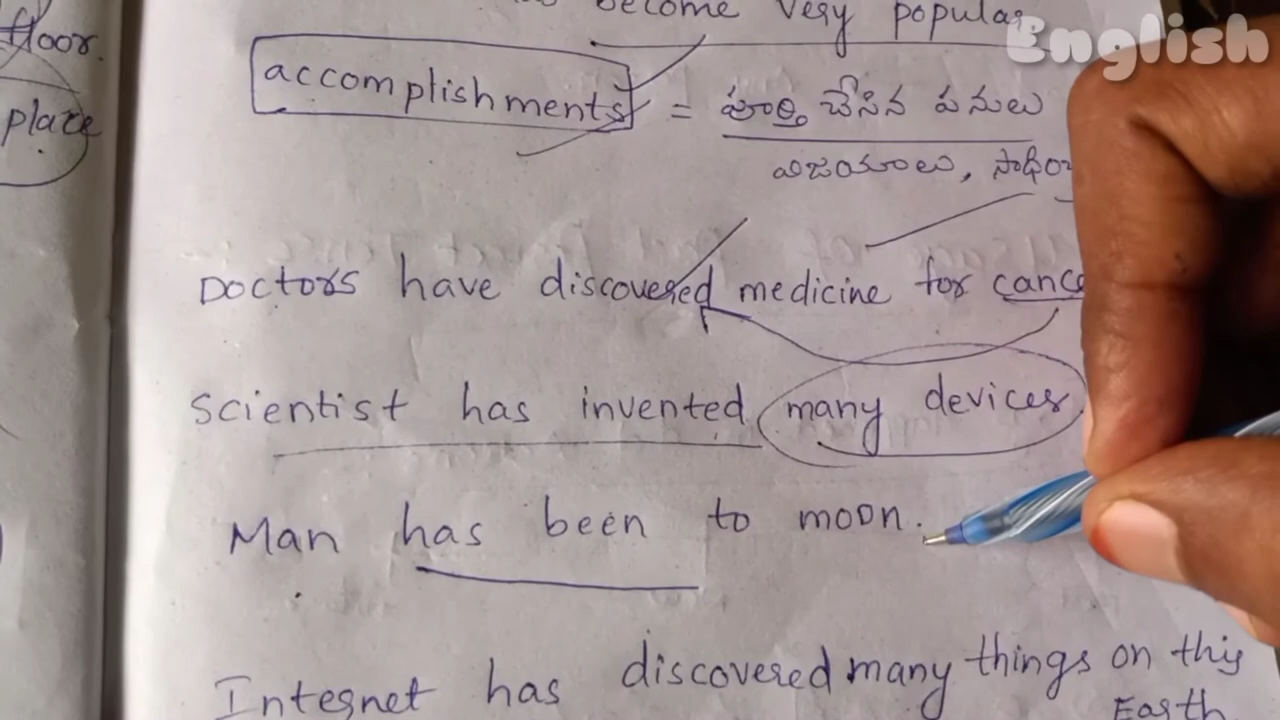 floor.
place
become very popular
English
accomplishments = పూర్తి చేసిన పనులు
విజయాలు,
Doctors have discovered medicine for
Scientist has invented many devices
Man has been to moon.
Internet has discovered many things on this
Earth